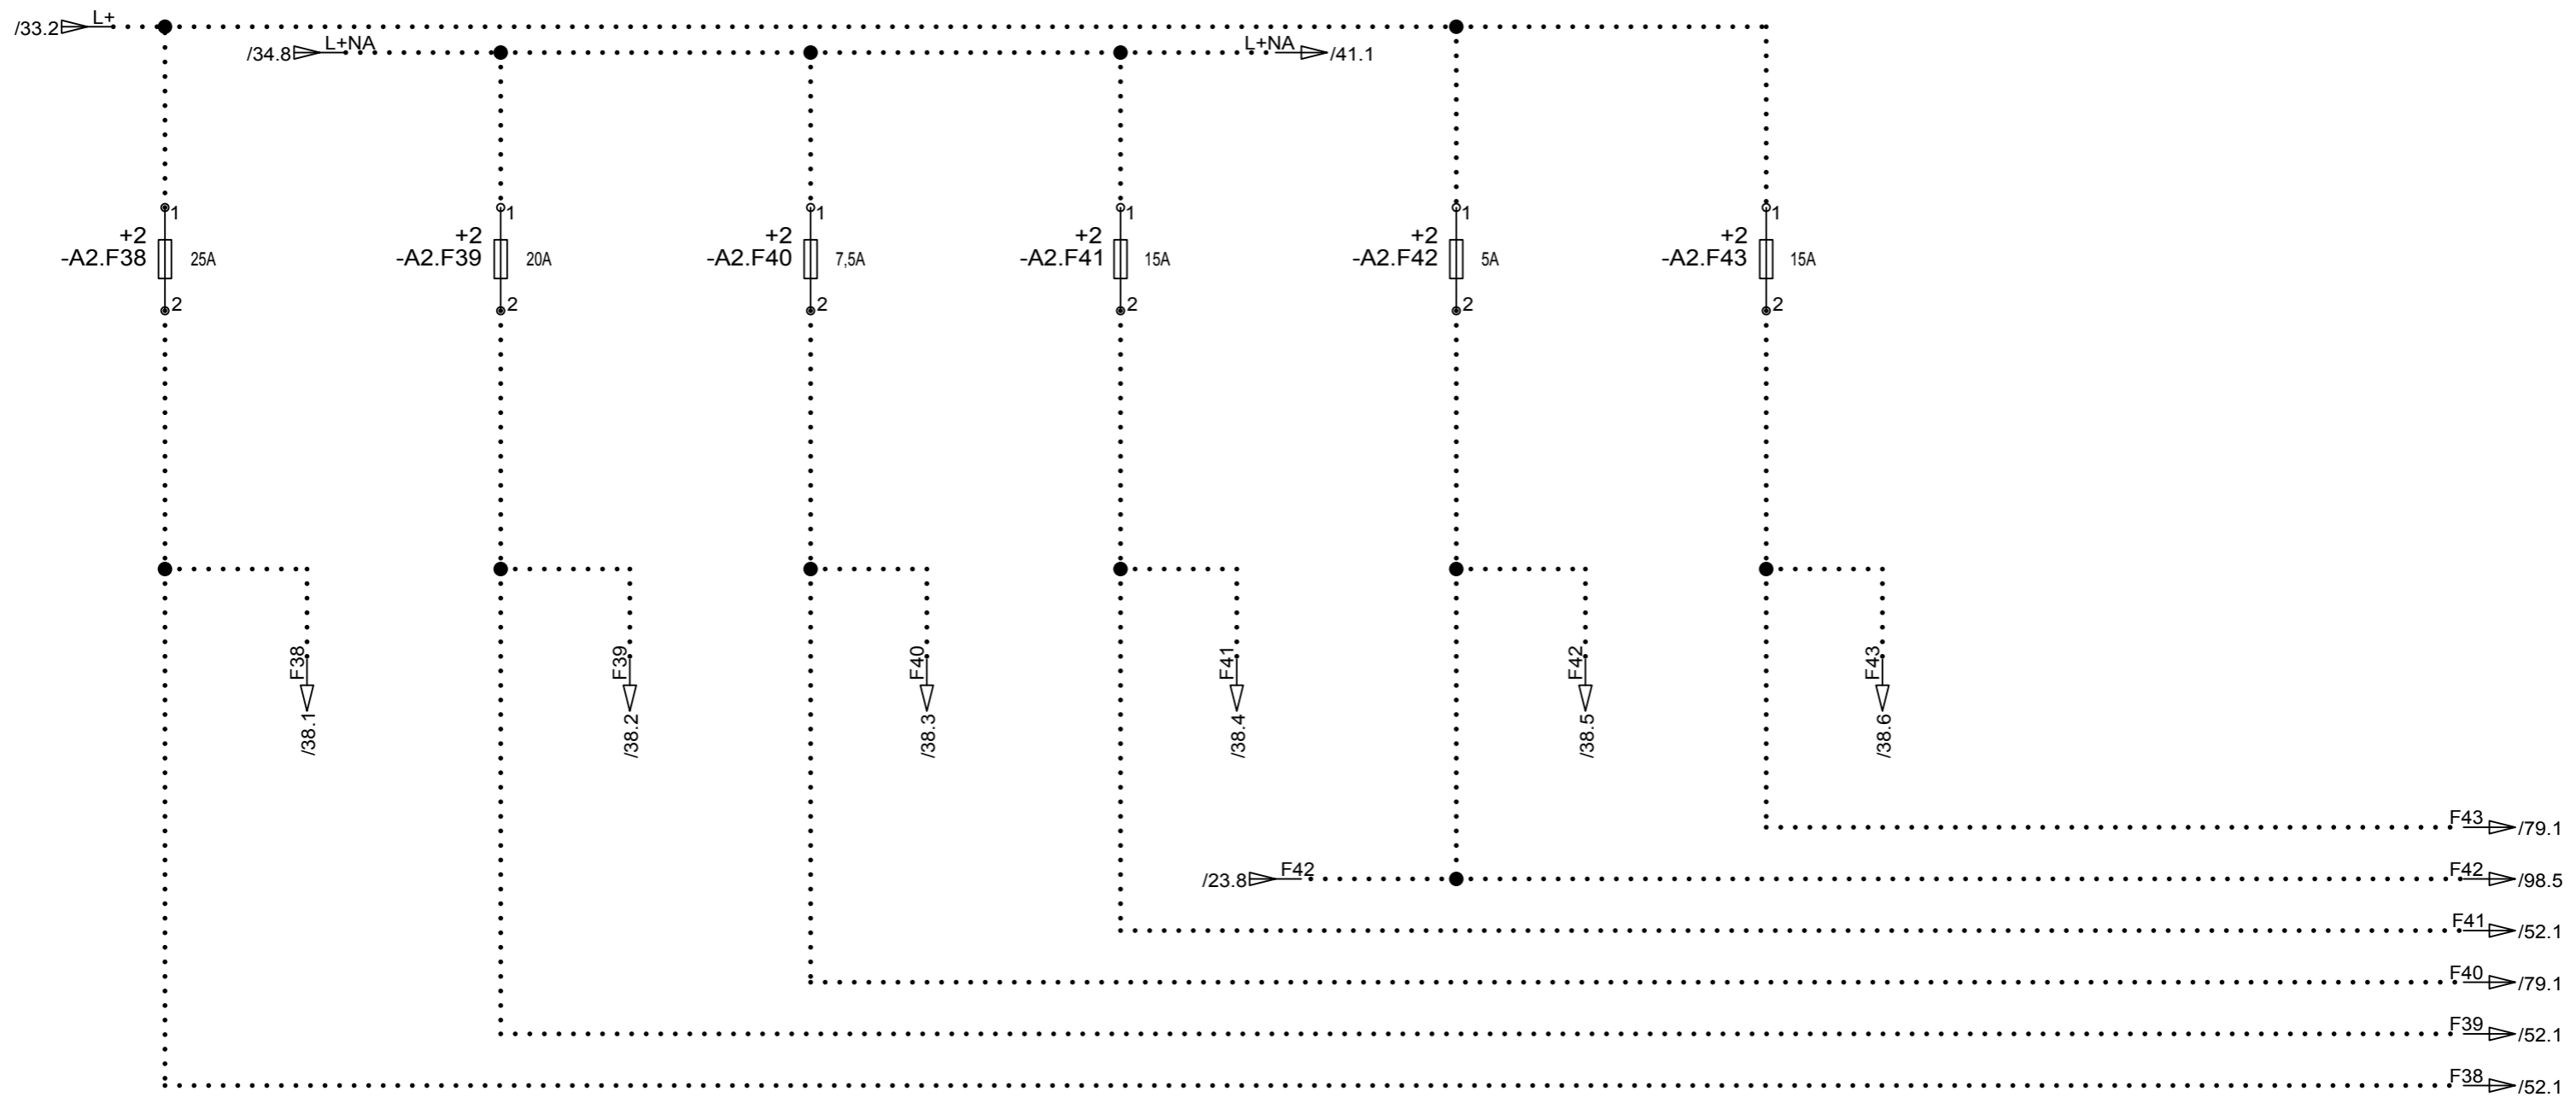 /33.2 L+
/34.8 L+NA L+NA /41.1
1 1 1 1 1 1
+2 +2 +2 +2 +2 +2
-A2.F38 25A -A2.F39 20A -A2.F40 7,5A -A2.F41 15A -A2.F42 5A -A2.F43 15A
2 2 2 2 2 2
F38 F39 F40 F41 F42 F43
/38.1 /38.2 /38.3 /38.4 /38.5 /38.6
F43 /79.1
/23.8 F42 F42 /98.5
F41 /52.1
F40 /79.1
F39 /52.1
F38 /52.1